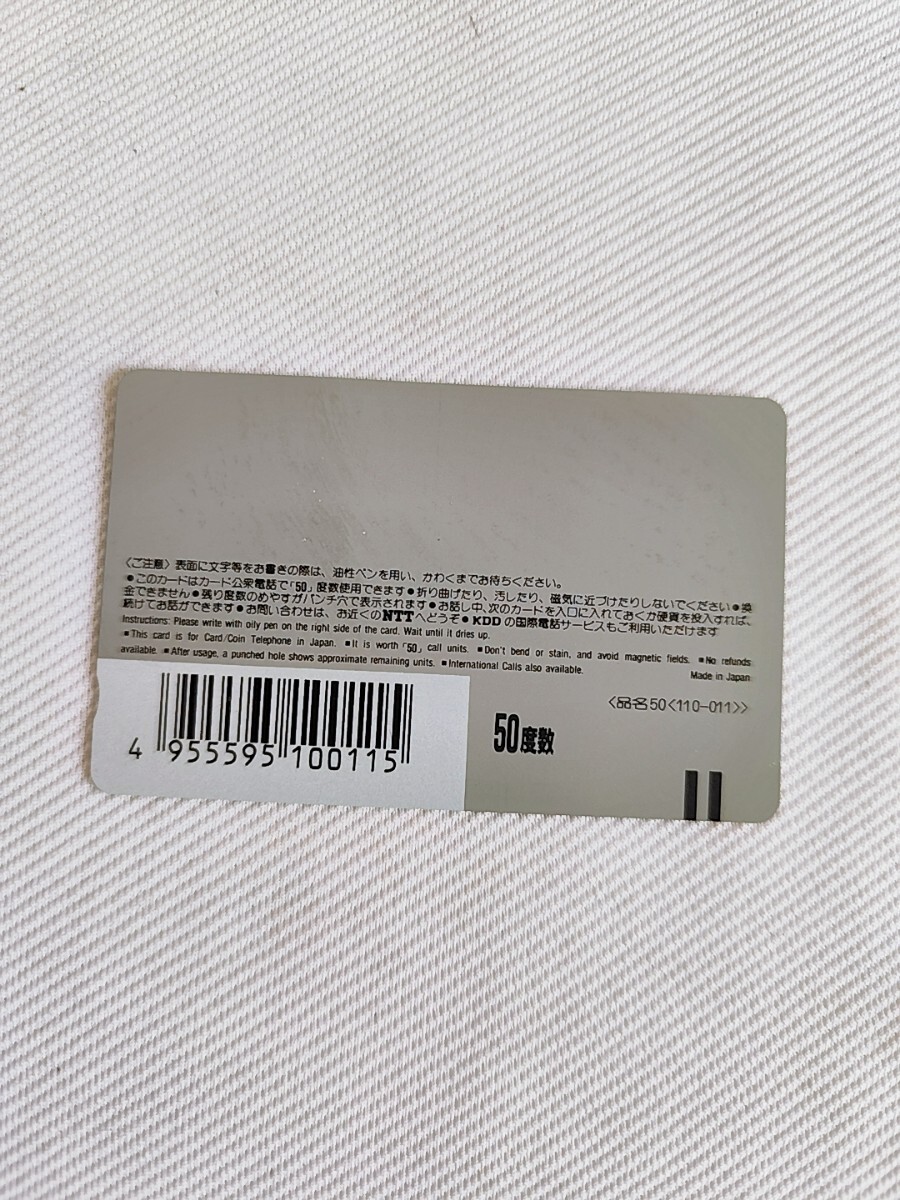 〈ご注意〉表面に文字等をお書きの際は、油性ペンを用い、かわくまでお待ちください。
●このカードはカード公衆電話で「50」度数使用できます●折り曲げたり、汚したり、磁気に近づけたりしないでください●換
金できません●残り度数のめやすがパンチ穴で表示されます●お話し中、次のカードを入口に入れておくか硬貨を投入すれば、
続けてお話ができます●お問い合わせは、お近くのNTTへどうぞ●KDDの国際電話サービスもご利用いただけます
Instructions: Please write with oily pen on the right side of the card. Wait until it dries up.
■This card is for Card/Coin Telephone in Japan. ■It is worth「50」call units. ■Don't bend or stain, and avoid magnetic fields. ■No refunds
available. ■After usage, a punched hole shows approximate remaining units. ■International Calls also available.
Made in Japan
〈品名50〈110-011〉〉
4 955595 100115
50度数